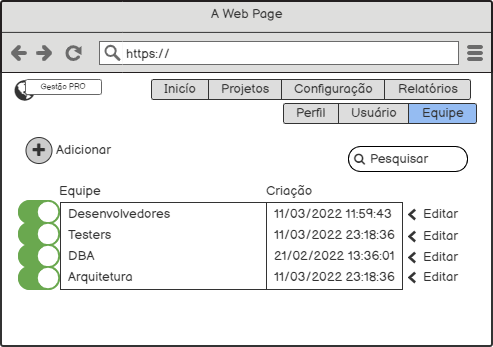 A Web Page
https://
Gestão PRO
Inicío Projetos Configuração Relatórios
Perfil Usuário Equipe
Adicionar
Pesquisar
Equipe Criação
Desenvolvedores 11/03/2022 11:59:43 Editar
Testers 11/03/2022 23:18:36 Editar
DBA 21/02/2022 13:36:01 Editar
Arquitetura 11/03/2022 23:18:36 Editar